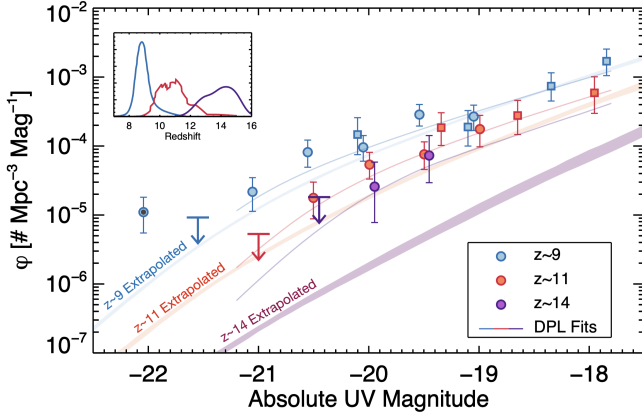 10⁻²
10⁻³
10⁻⁴
10⁻⁵
10⁻⁶
10⁻⁷
φ [# Mpc⁻³ Mag⁻¹]
8 10 12 14 16
Redshift
z~9 Extrapolated
z~11 Extrapolated
z~14 Extrapolated
z~9
z~11
z~14
DPL Fits
−22 −21 −20 −19 −18
Absolute UV Magnitude